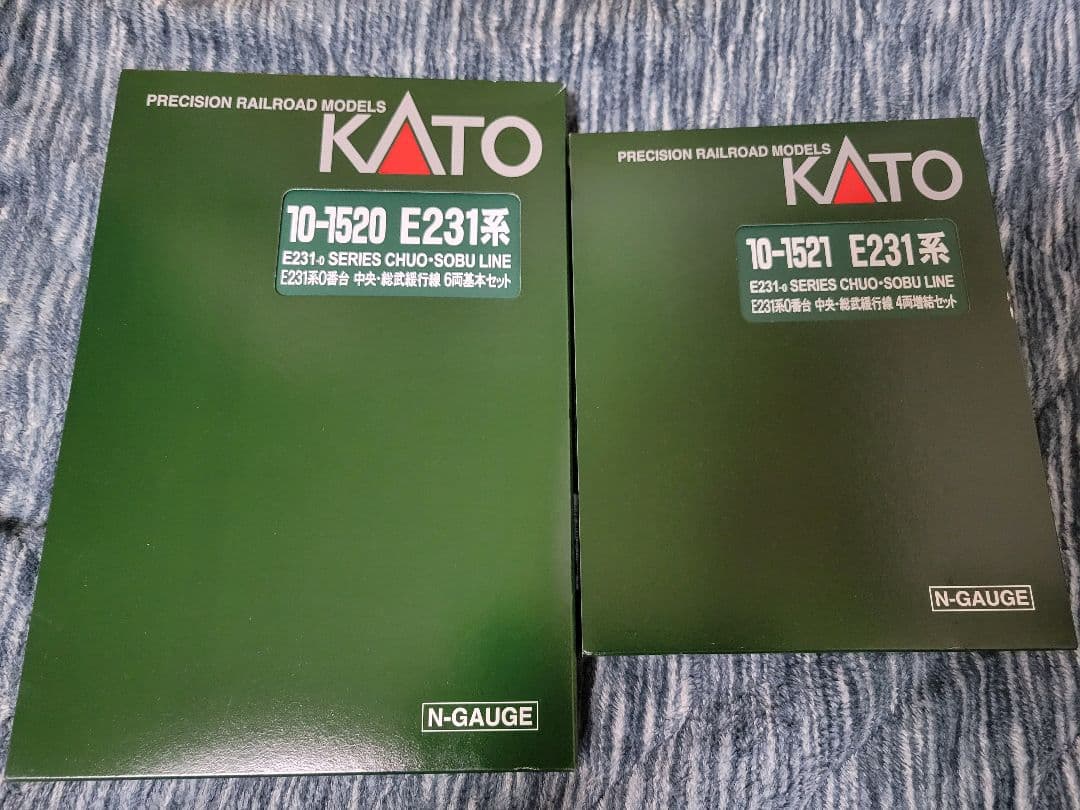 PRECISION RAILROAD MODELS
KATO
10-1520 E231系
E231-0 SERIES CHUO・SOBU LINE
E231系0番台 中央・総武緩行線 6両基本セット
N-GAUGE
PRECISION RAILROAD MODELS
KATO
10-1521 E231系
E231-0 SERIES CHUO・SOBU LINE
E231系0番台 中央・総武緩行線 4両増結セット
N-GAUGE